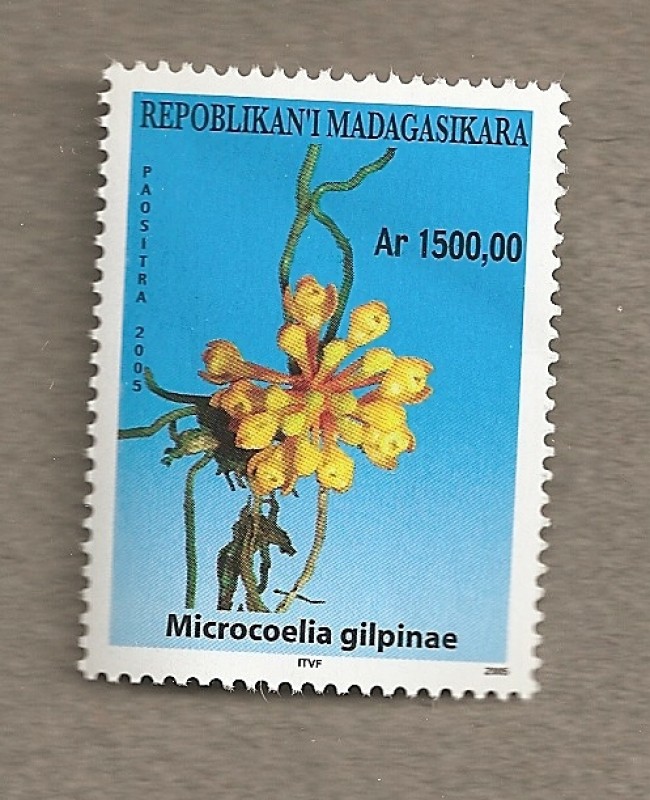 REPOBLIKAN'I MADAGASIKARA
PAOSITRA 2005
Ar 1500,00
Microcoelia gilpinae
ITVF
2005